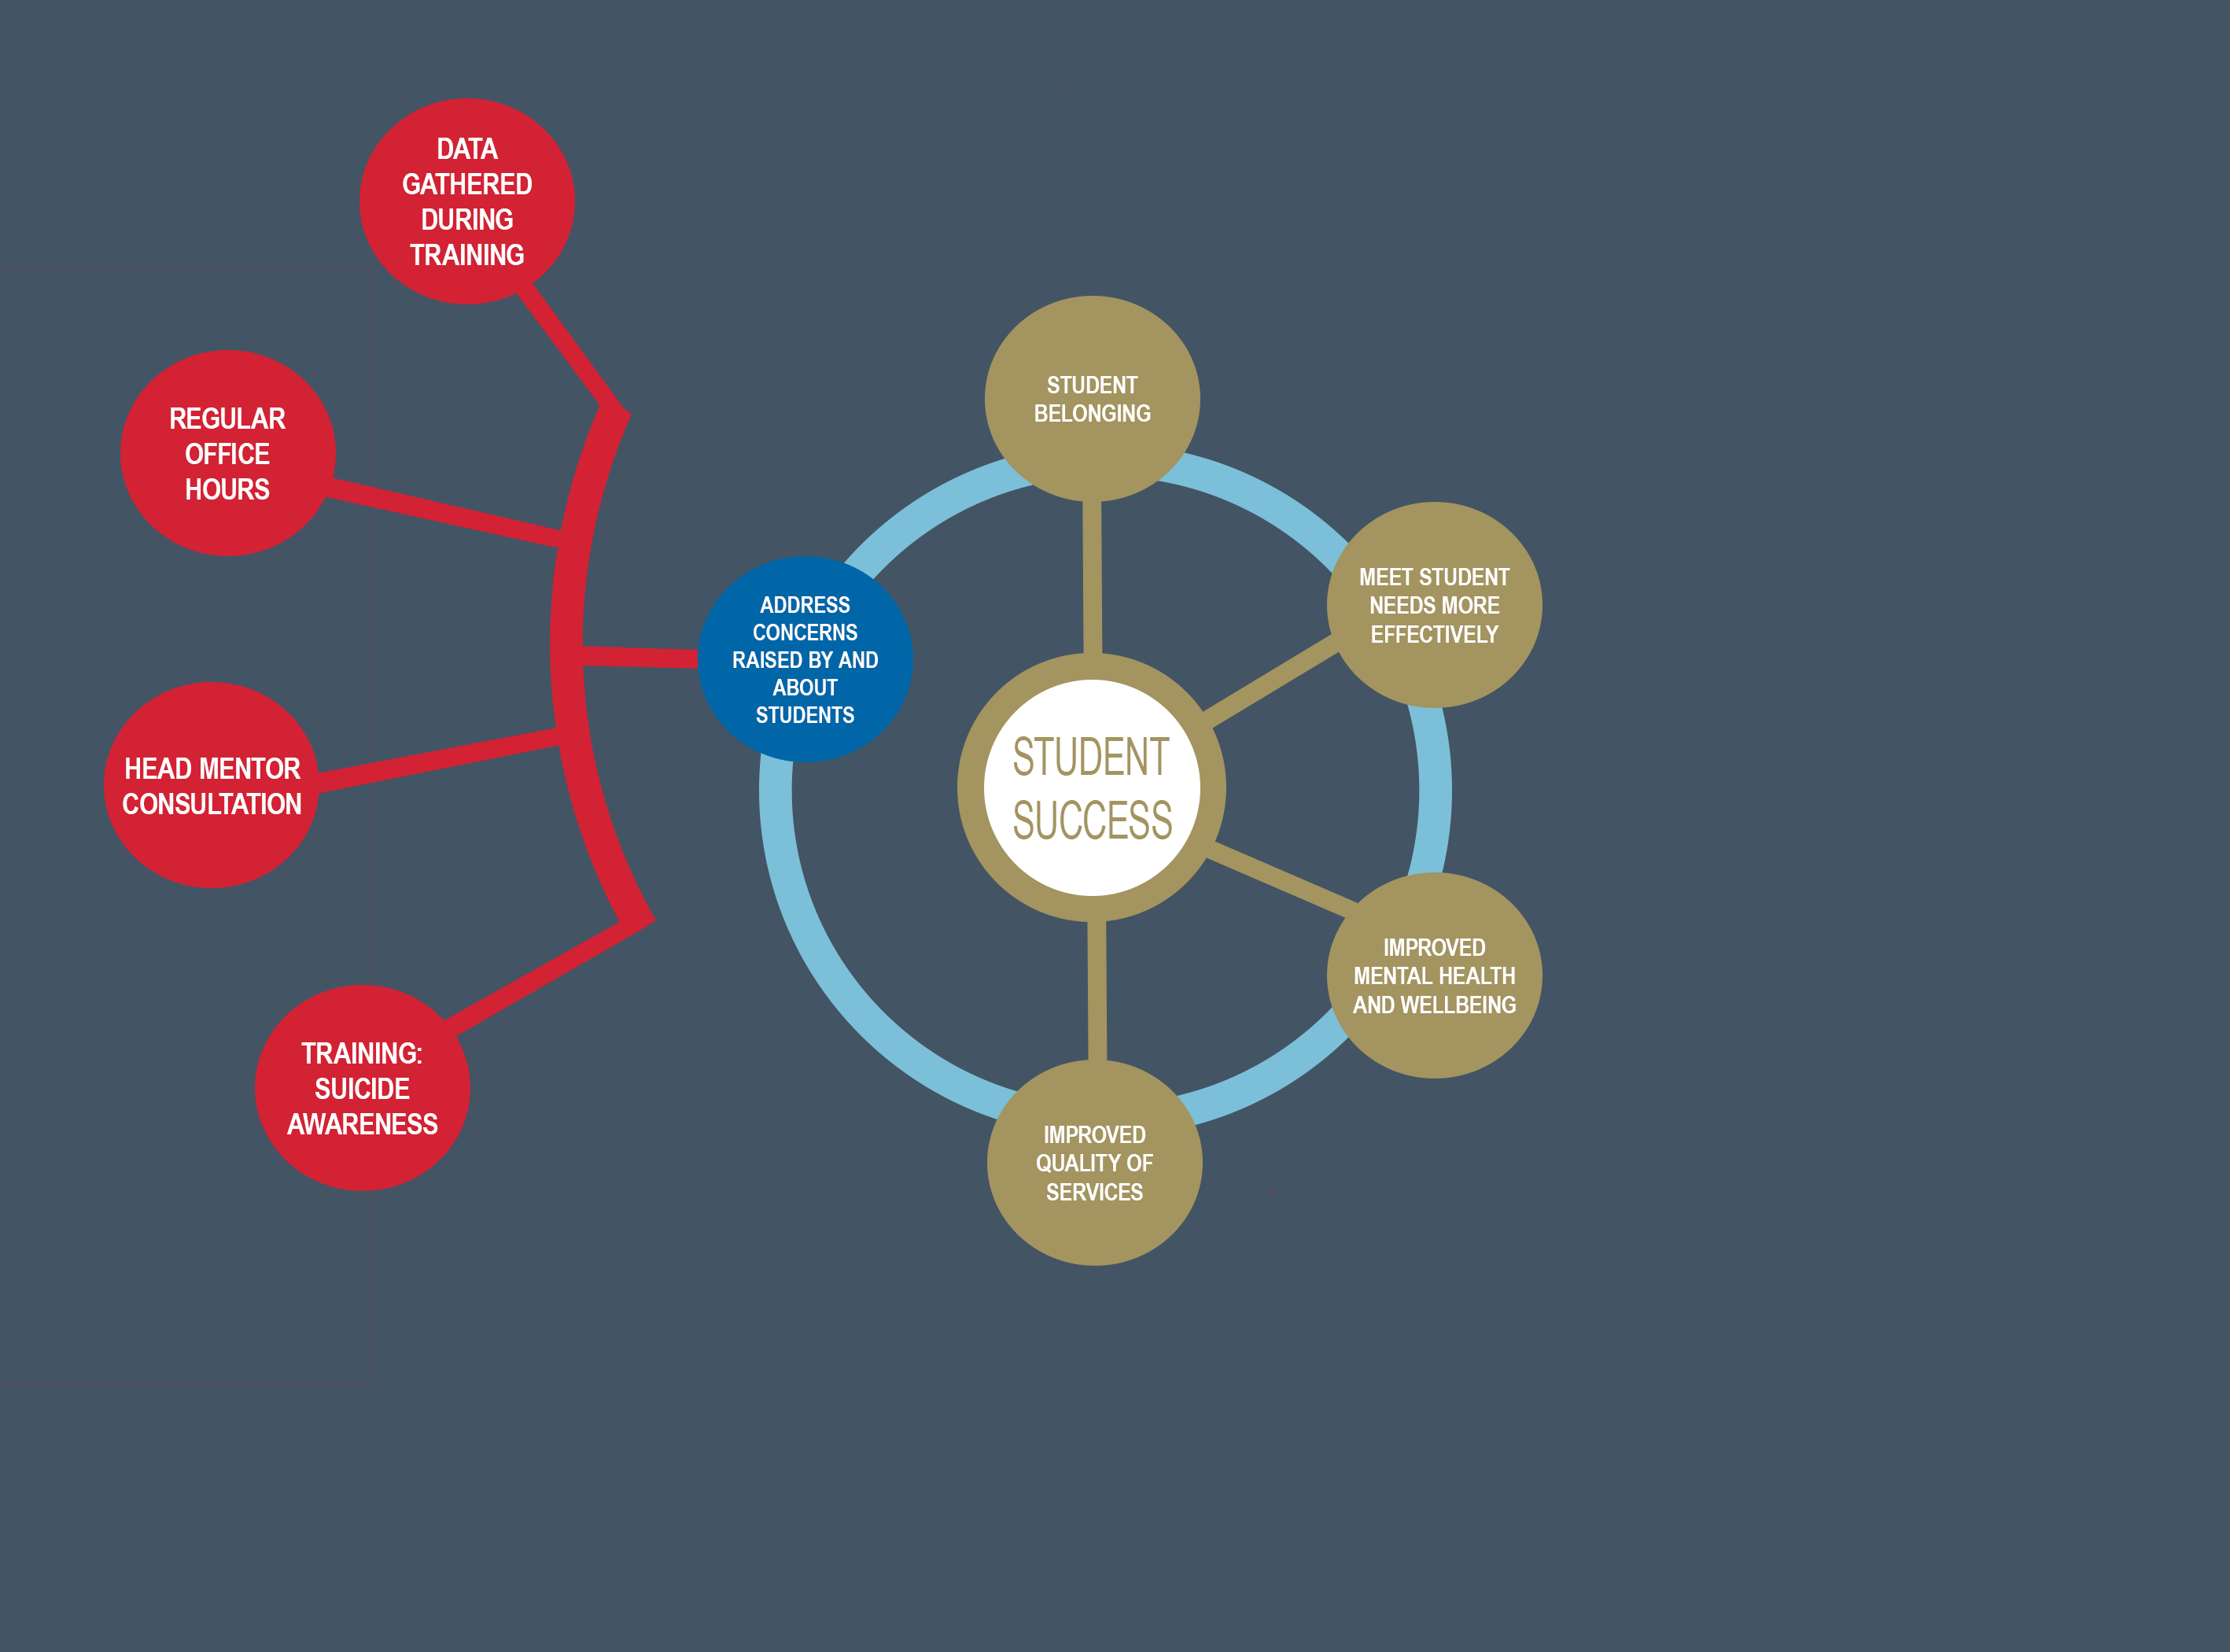 DATA
GATHERED
DURING
TRAINING
REGULAR
OFFICE
HOURS
HEAD MENTOR
CONSULTATION
TRAINING:
SUICIDE
AWARENESS
ADDRESS
CONCERNS
RAISED BY AND
ABOUT
STUDENTS
STUDENT
BELONGING
MEET STUDENT
NEEDS MORE
EFFECTIVELY
STUDENT
SUCCESS
IMPROVED
MENTAL HEALTH
AND WELLBEING
IMPROVED
QUALITY OF
SERVICES